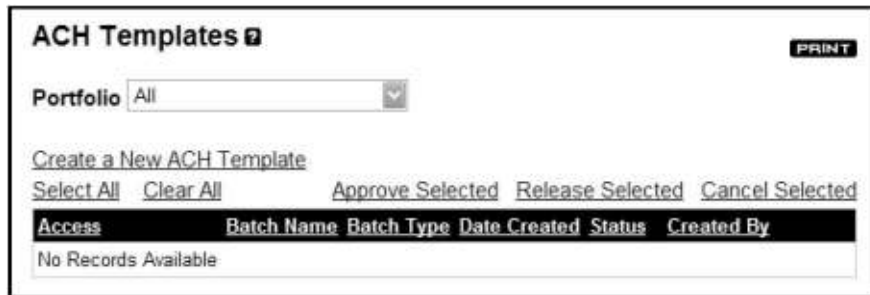 ACH Templates ?
PRINT
Portfolio All
Create a New ACH Template
Select All Clear All Approve Selected Release Selected Cancel Selected
Access Batch Name Batch Type Date Created Status Created By
No Records Available